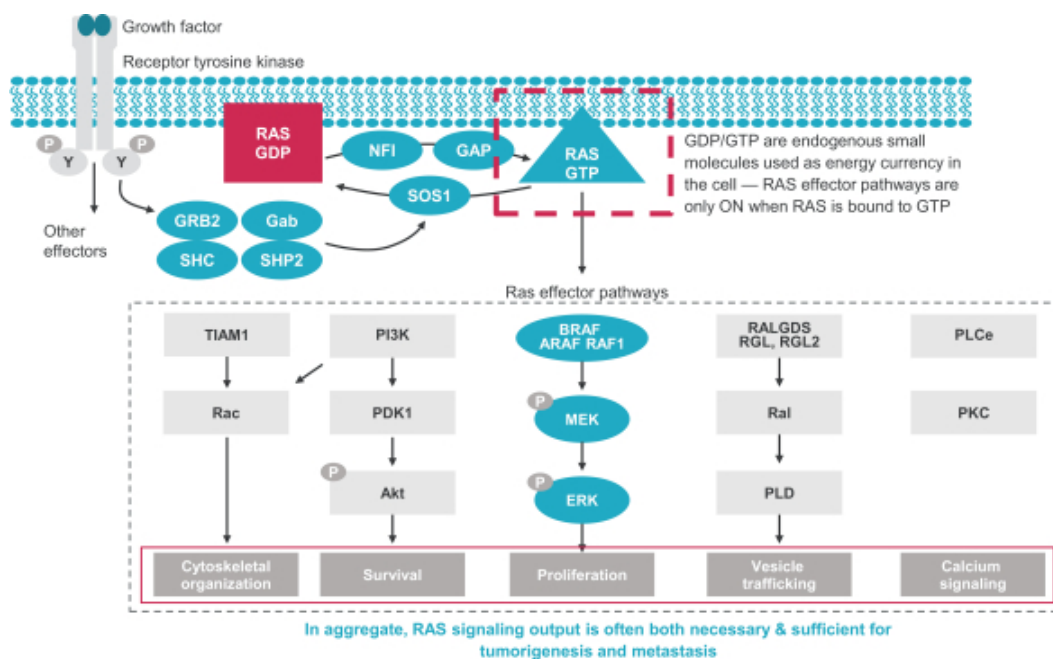 Growth factor
Receptor tyrosine kinase
RAS
GDP
NFI
GAP
RAS
GTP
SOS1
GDP/GTP are endogenous small
molecules used as energy currency in
the cell — RAS effector pathways are
only ON when RAS is bound to GTP
P
P
Y
Y
Other
effectors
GRB2
Gab
SHC
SHP2
Ras effector pathways
TIAM1
PI3K
BRAF
ARAF RAF1
RALGDS
RGL, RGL2
PLCe
Rac
PDK1
P
MEK
Ral
PKC
P
Akt
P
ERK
PLD
Cytoskeletal
organization
Survival
Proliferation
Vesicle
trafficking
Calcium
signaling
In aggregate, RAS signaling output is often both necessary & sufficient for
tumorigenesis and metastasis